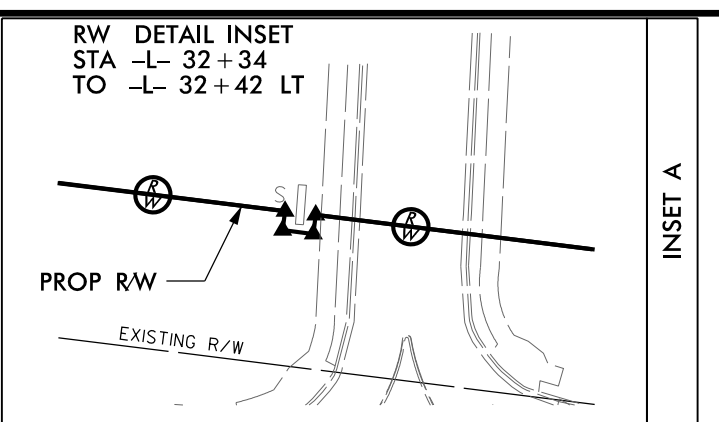 RW DETAIL INSET
STA -L- 32+34
TO -L- 32+42 LT
R
W
S
R
W
PROP R/W
EXISTING R/W
INSET A